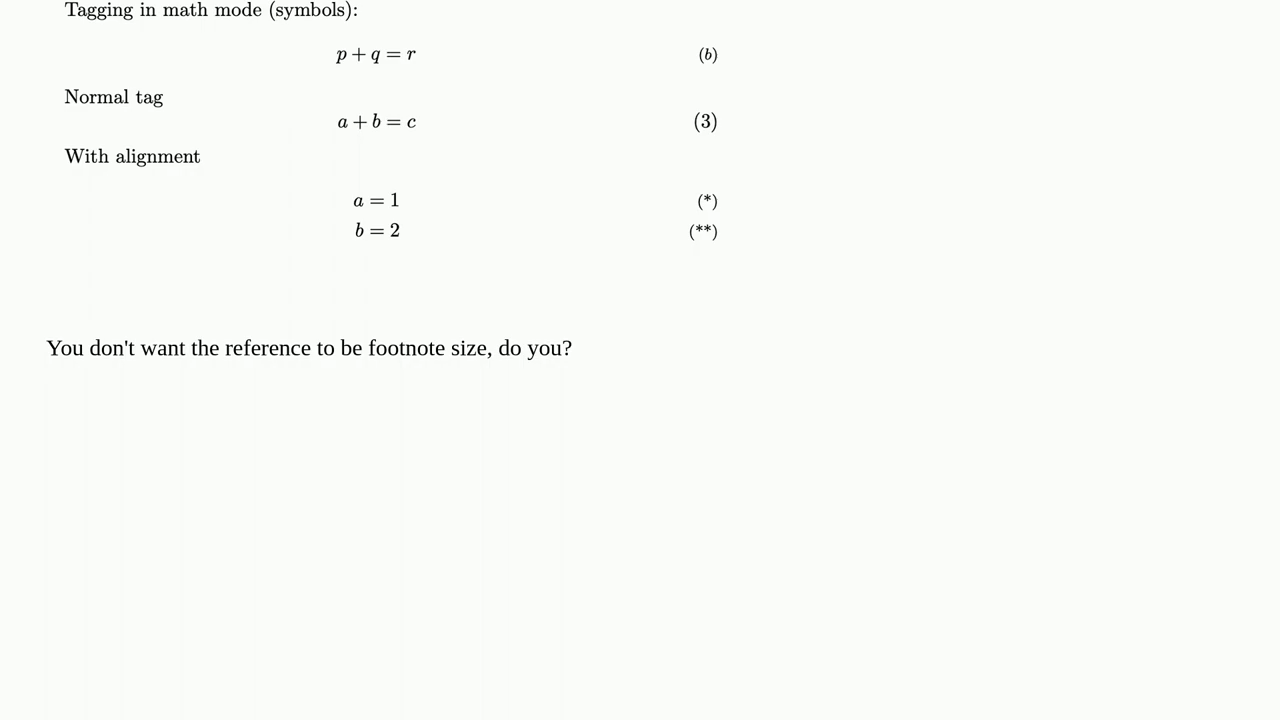 Tagging in math mode (symbols):
p + q = r (b)
Normal tag
a + b = c (3)
With alignment
a = 1 (*)
b = 2 (**)
You don't want the reference to be footnote size, do you?